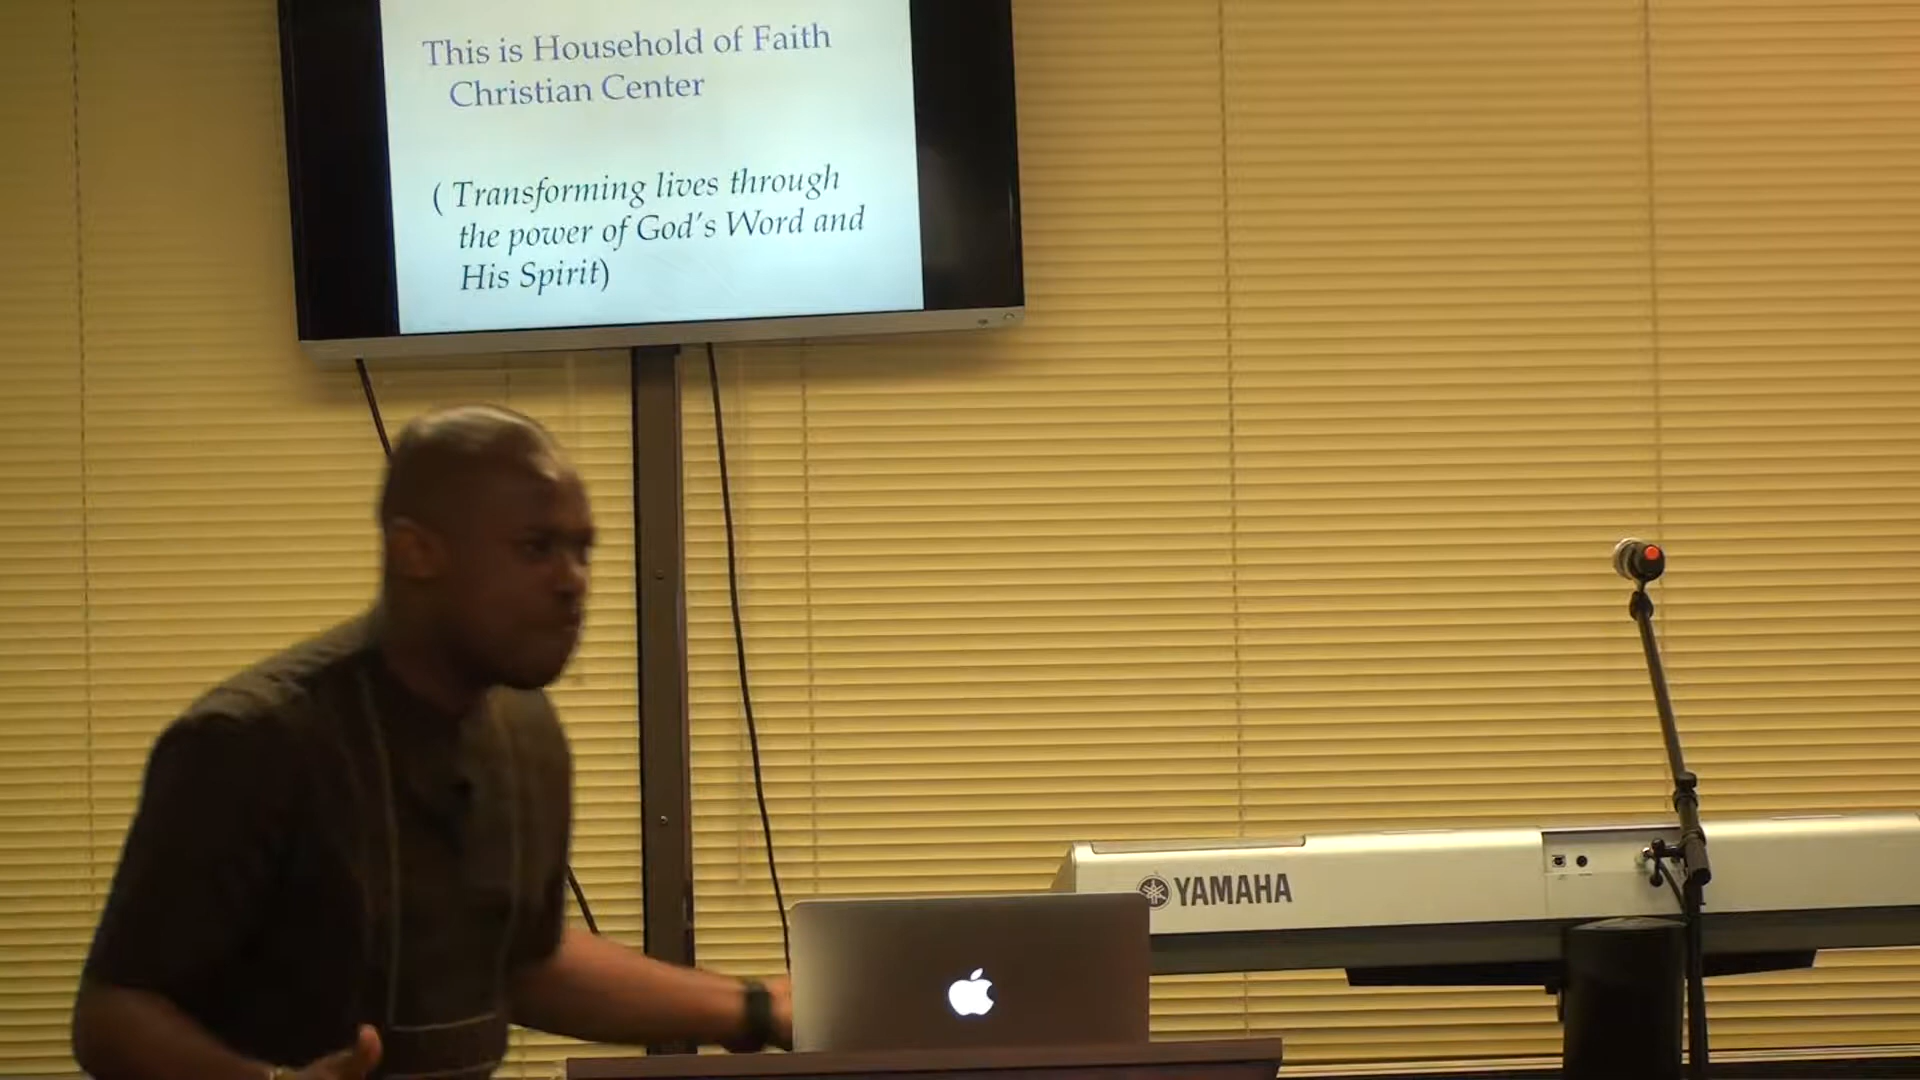 This is Household of Faith
Christian Center
( Transforming lives through
the power of God's Word and
His Spirit)
YAMAHA